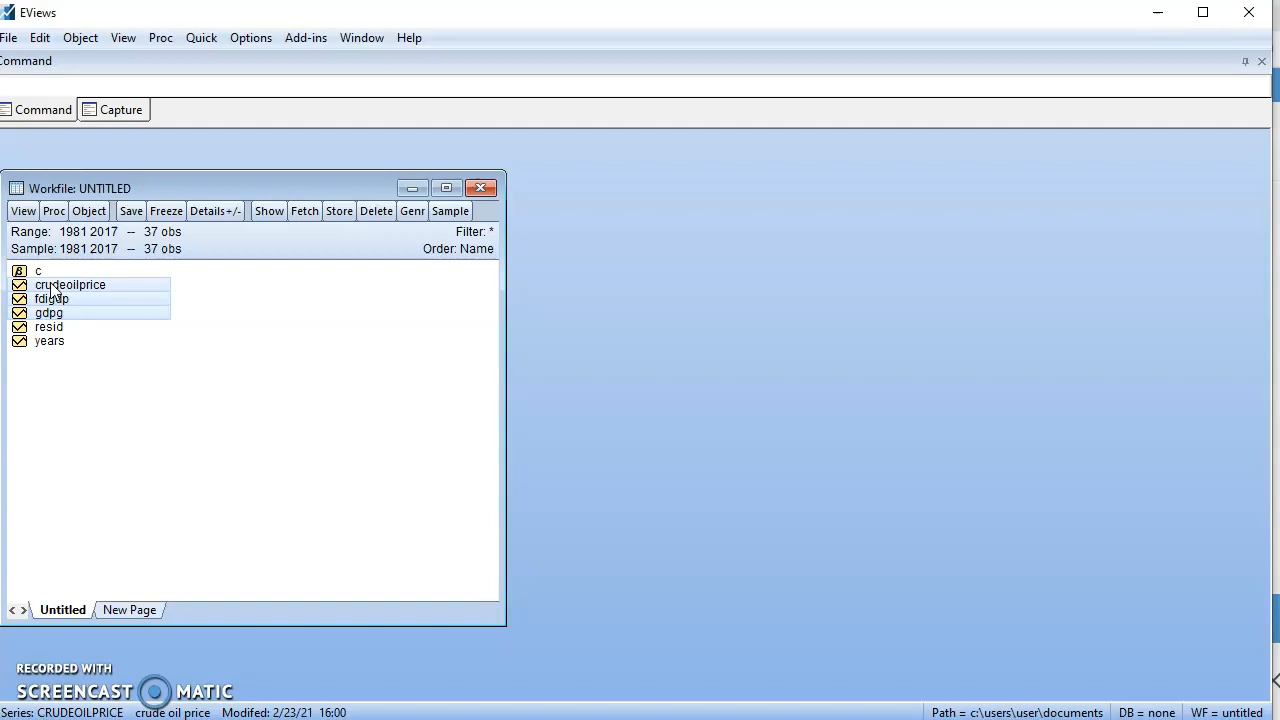 EViews
File Edit Object View Proc Quick Options Add-ins Window Help
Command
Command Capture
Workfile: UNTITLED
View Proc Object Save Freeze Details+/- Show Fetch Store Delete Genr Sample
Range: 1981 2017 -- 37 obs Filter: *
Sample: 1981 2017 -- 37 obs Order: Name
c
crudeoilprice
fdigdp
gdpg
resid
years
Untitled New Page
RECORDED WITH
SCREENCAST MATIC
Series: CRUDEOILPRICE crude oil price Modifed: 2/23/21 16:00 Path = c:\users\user\documents DB = none WF = untitled